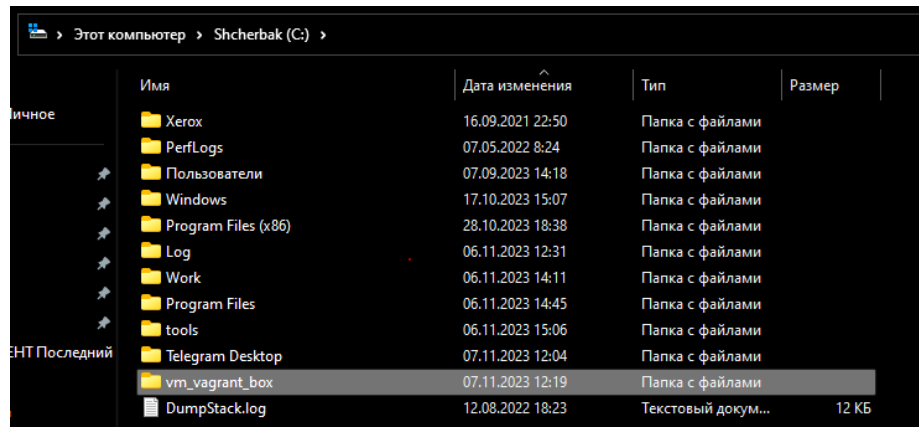 Этот компьютер > Shcherbak (C:) >
Имя Дата изменения Тип Размер
Личное
Xerox 16.09.2021 22:50 Папка с файлами
PerfLogs 07.05.2022 8:24 Папка с файлами
Пользователи 07.09.2023 14:18 Папка с файлами
Windows 17.10.2023 15:07 Папка с файлами
Program Files (x86) 28.10.2023 18:38 Папка с файлами
Log 06.11.2023 12:31 Папка с файлами
Work 06.11.2023 14:11 Папка с файлами
Program Files 06.11.2023 14:45 Папка с файлами
tools 06.11.2023 15:06 Папка с файлами
ЕНТ Последний
Telegram Desktop 07.11.2023 12:04 Папка с файлами
vm_vagrant_box 07.11.2023 12:19 Папка с файлами
DumpStack.log 12.08.2022 18:23 Текстовый докум... 12 КБ